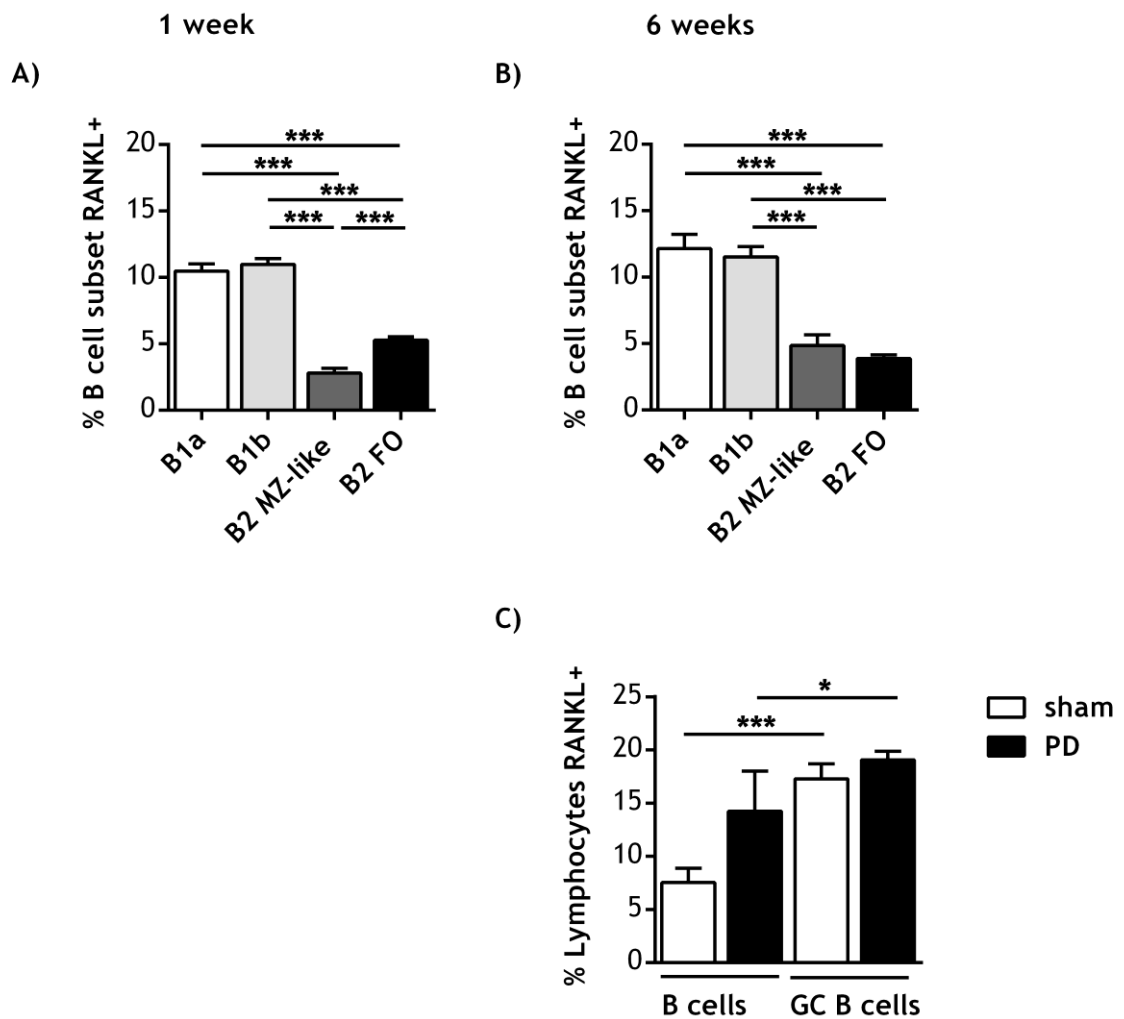 1 week
6 weeks
A)
B)
% B cell subset RANKL+
20
15
10
5
0
***
***
***
***
***
B1a
B1b
B2 MZ-like
B2 FO
% B cell subset RANKL+
20
15
10
5
0
***
***
***
***
B1a
B1b
B2 MZ-like
B2 FO
C)
% Lymphocytes RANKL+
25
20
15
10
5
0
*
***
B cells
GC B cells
sham
PD